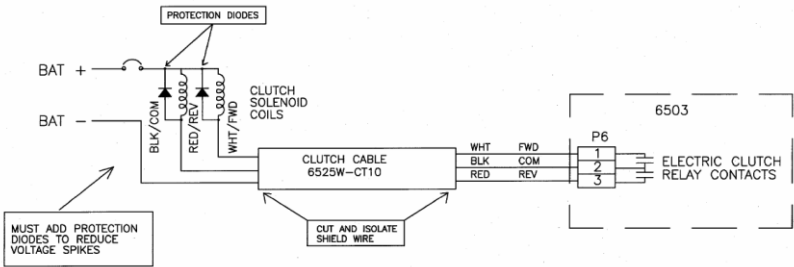 PROTECTION DIODES
BAT +
BAT -
BLK/COM
RED/REV
WHT/FWD
CLUTCH
SOLENOID
COILS
MUST ADD PROTECTION
DIODES TO REDUCE
VOLTAGE SPIKES
CLUTCH CABLE
6525W-CT10
CUT AND ISOLATE
SHIELD WIRE
WHT FWD
BLK COM
RED REV
6503
P6
1
2
3
ELECTRIC CLUTCH
RELAY CONTACTS